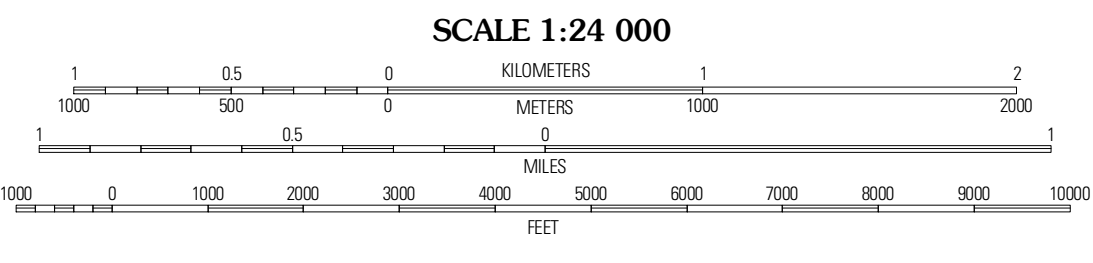 SCALE 1:24 000
1 0.5 0 KILOMETERS 1 2
1000 500 0 METERS 1000 2000
1 0.5 0 1
MILES
1000 0 1000 2000 3000 4000 5000 6000 7000 8000 9000 10000
FEET